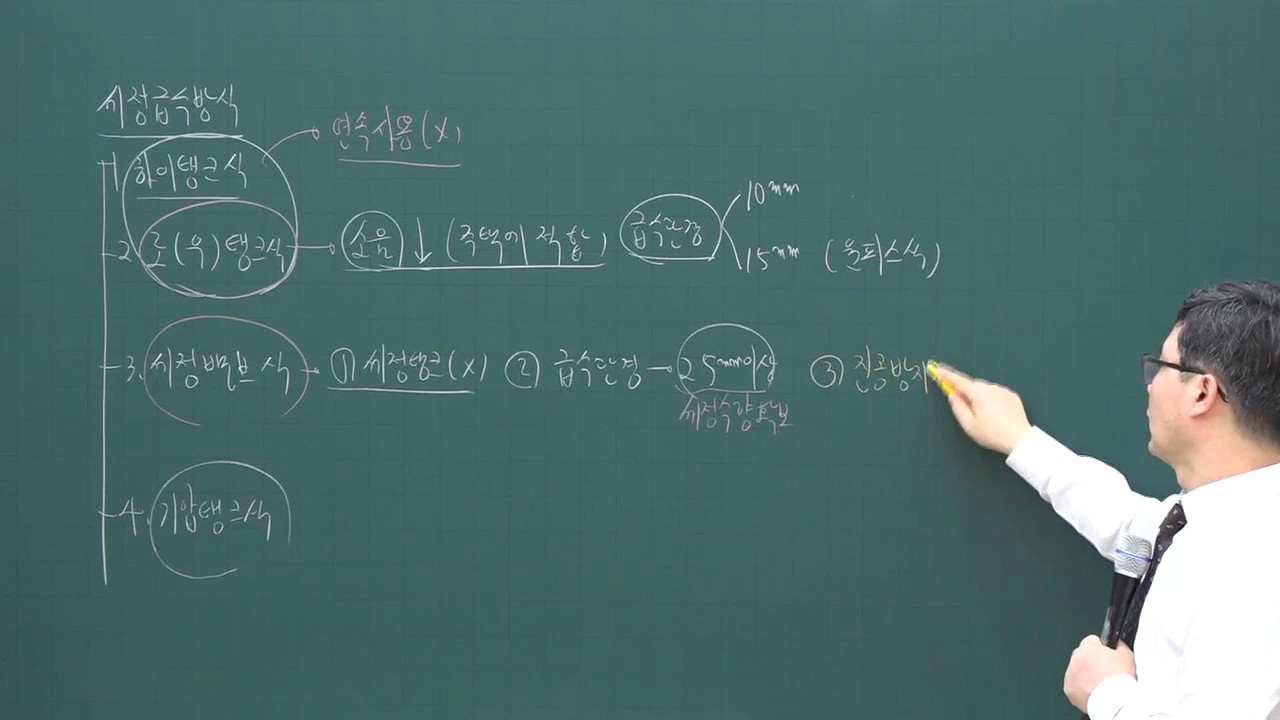 세정급수방식
연속사용(X)
1 하이탱크식
2. 로(우)탱크식 소음↓ (주택에 적합) 급수관경 10mm
15mm (원피스식)
3. 세정밸브식 ① 세정탱크(X) ② 급수관경 25mm이상 ③ 진공방지
세정수량확보
4. 기압탱크식